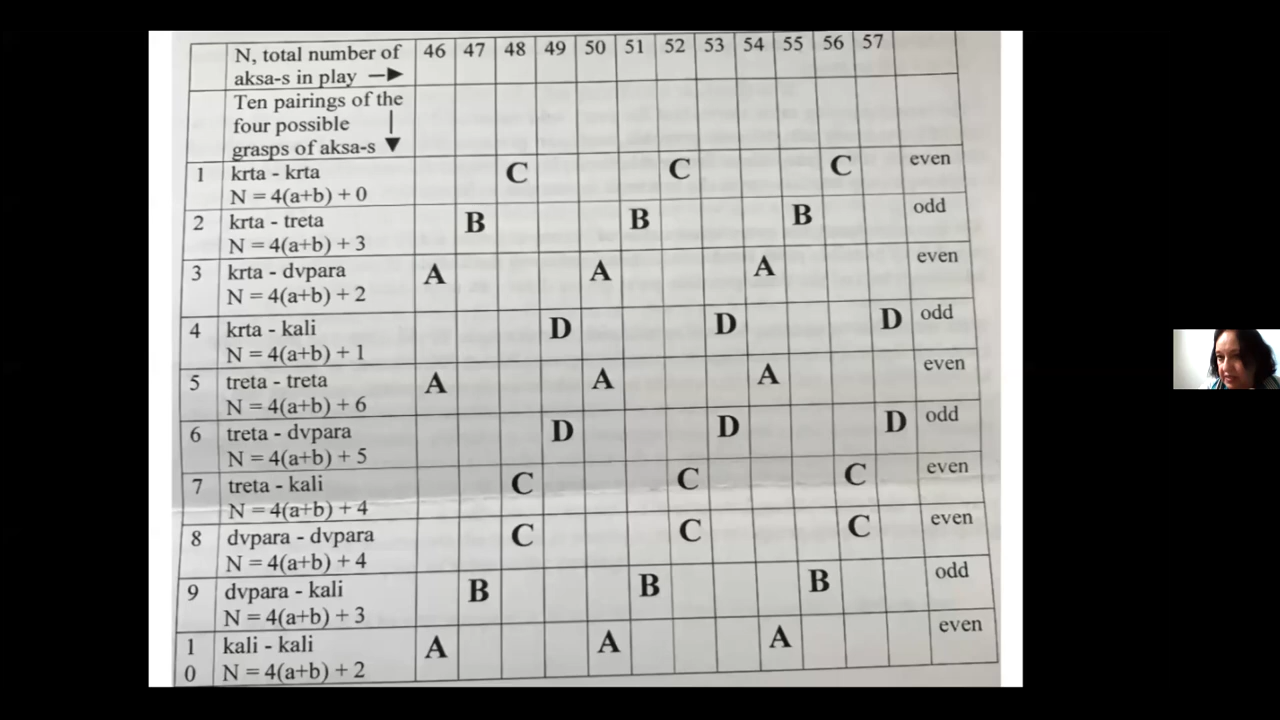 N, total number of 46 47 48 49 50 51 52 53 54 55 56 57
aksa-s in play
Ten pairings of the
four possible
grasps of aksa-s
1 krta - krta C C C even
N = 4(a+b) + 0
2 krta - treta B B B odd
N = 4(a+b) + 3
3 krta - dvpara A A A even
N = 4(a+b) + 2
4 krta - kali D D D odd
N = 4(a+b) + 1
5 treta - treta A A A even
N = 4(a+b) + 6
6 treta - dvpara D D D odd
N = 4(a+b) + 5
7 treta - kali C C C even
N = 4(a+b) + 4
8 dvpara - dvpara C C C even
N = 4(a+b) + 4
9 dvpara - kali B B B odd
N = 4(a+b) + 3
1 kali - kali A A A even
0 N = 4(a+b) + 2